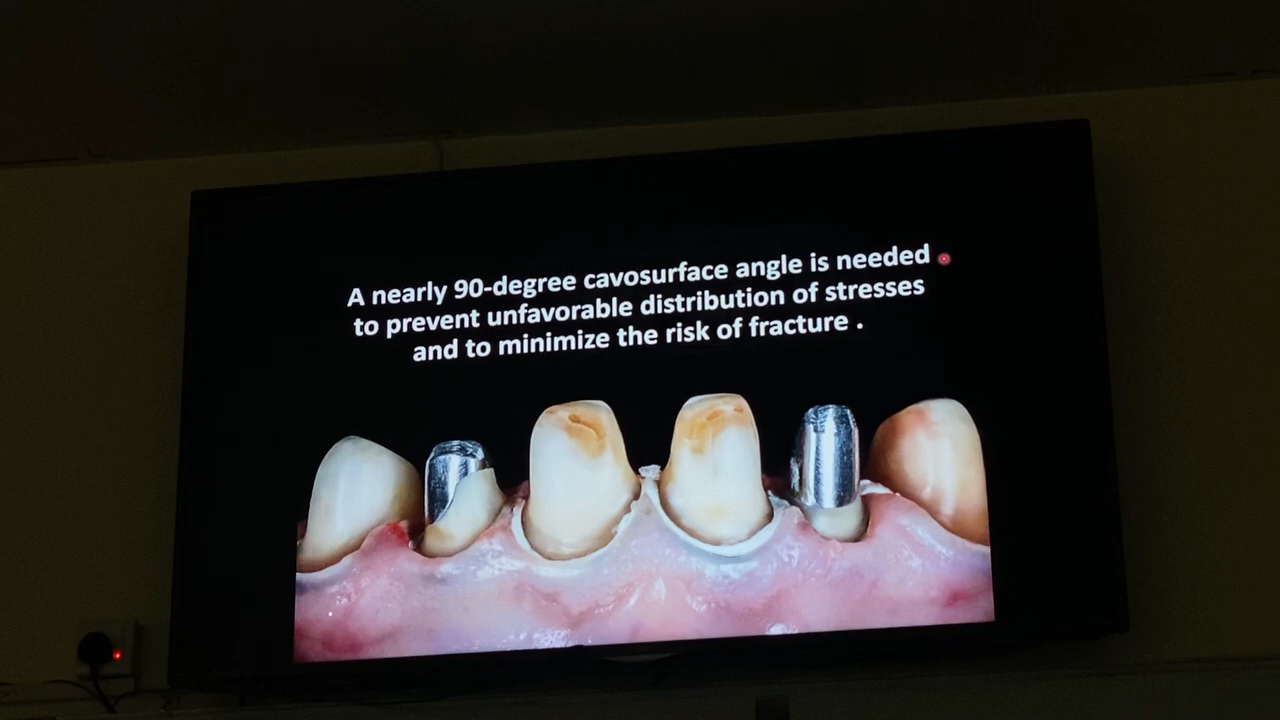 A nearly 90-degree cavosurface angle is needed
to prevent unfavorable distribution of stresses
and to minimize the risk of fracture .